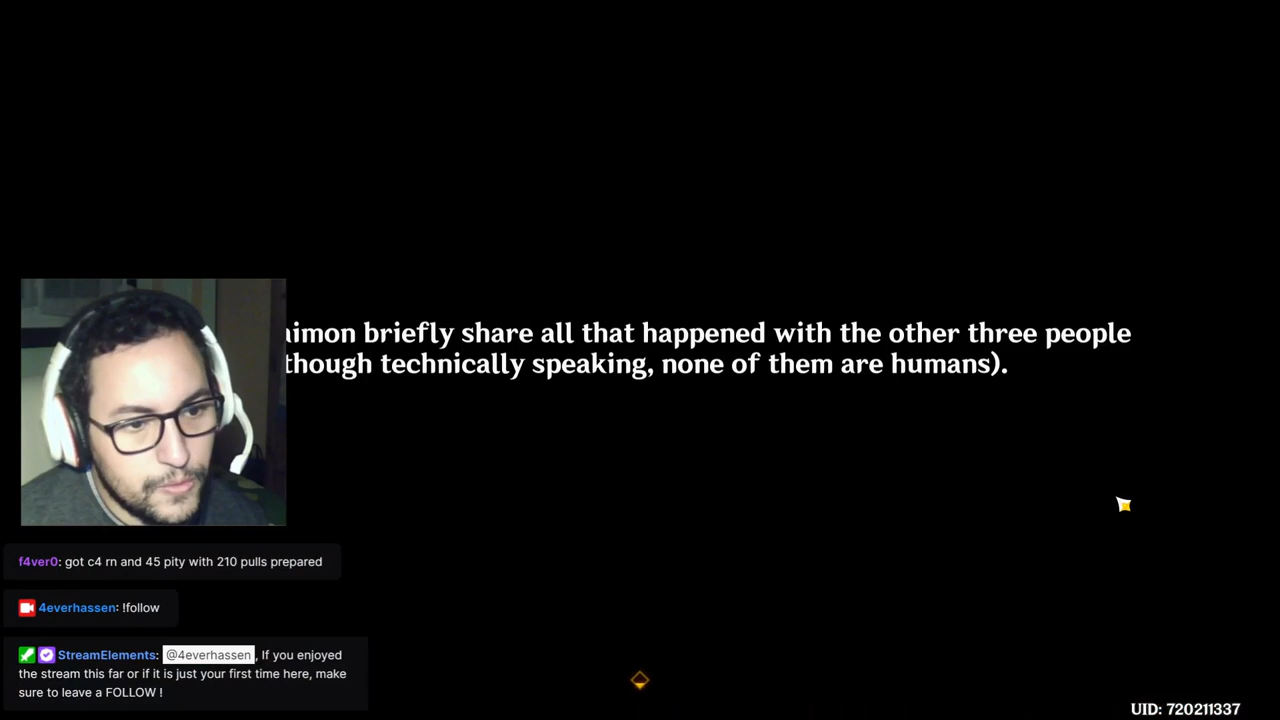 aimon briefly share all that happened with the other three people
though technically speaking, none of them are humans).
f4ver0: got c4 rn and 45 pity with 210 pulls prepared
4everhassen: !follow
StreamElements: @4everhassen, If you enjoyed
the stream this far or if it is just your first time here, make
sure to leave a FOLLOW !
UID: 720211337